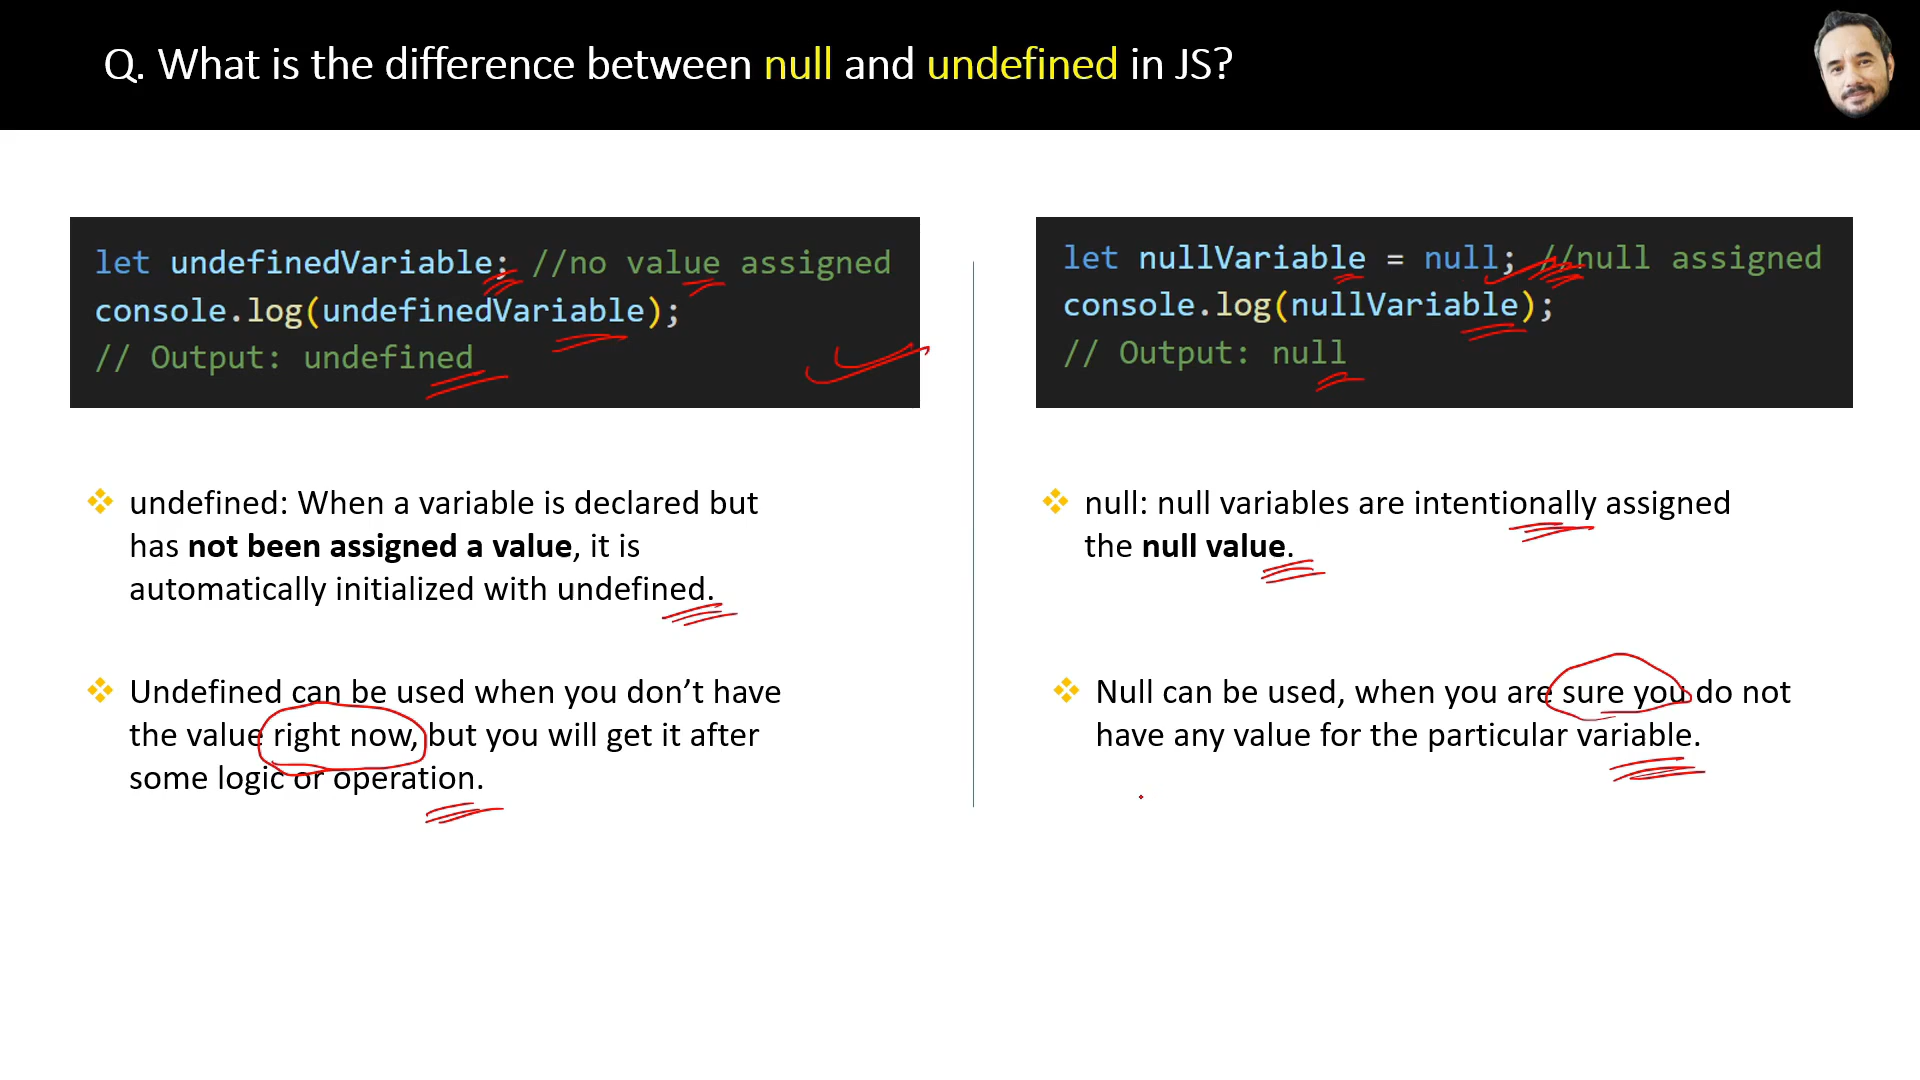 Q. What is the difference between null and undefined in JS?
let undefinedVariable; //no value assigned
console.log(undefinedVariable);
// Output: undefined
undefined: When a variable is declared but
has not been assigned a value, it is
automatically initialized with undefined.
Undefined can be used when you don’t have
the value right now, but you will get it after
some logic or operation.
let nullVariable = null; //null assigned
console.log(nullVariable);
// Output: null
null: null variables are intentionally assigned
the null value.
Null can be used, when you are sure you do not
have any value for the particular variable.